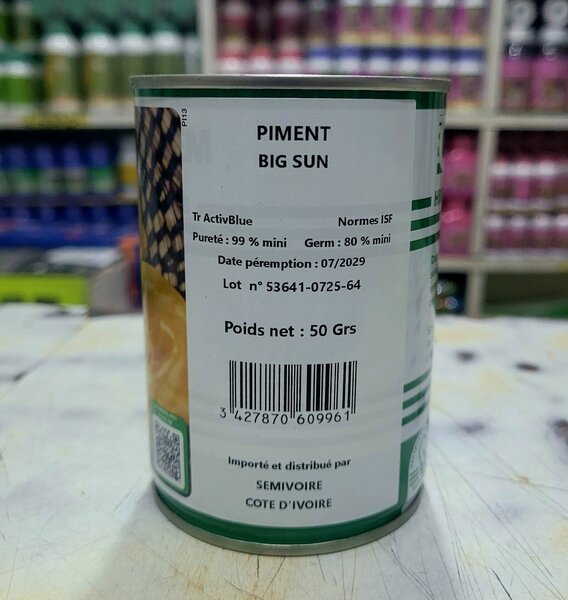 PI13
PIMENT
BIG SUN
Tr ActivBlue Normes ISF
Pureté : 99 % mini Germ : 80 % mini
Date péremption : 07/2029
Lot n° 53641-0725-64
Poids net : 50 Grs
3 427870 609961
Importé et distribué par
SEMIVOIRE
COTE D'IVOIRE